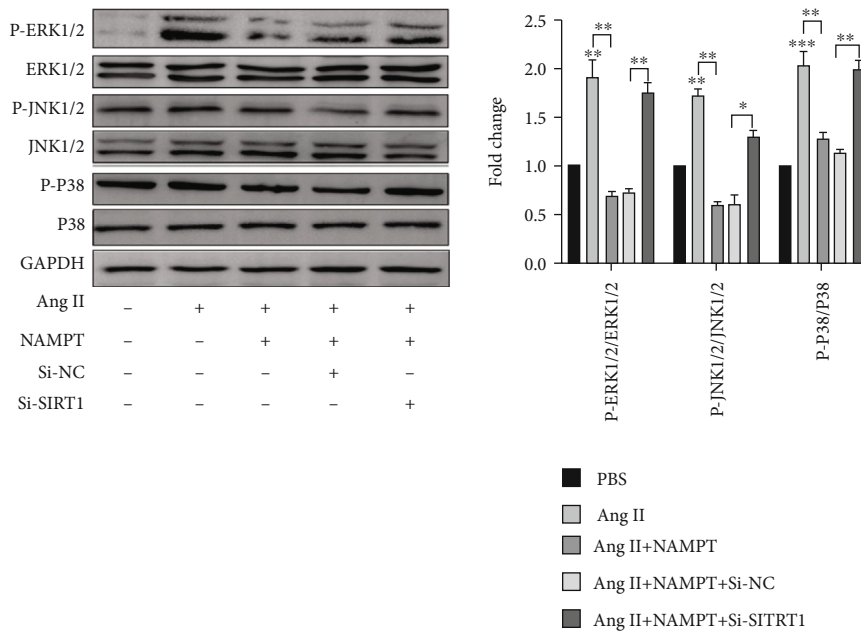 P-ERK1/2
ERK1/2
P-JNK1/2
JNK1/2
P-P38
P38
GAPDH
Ang II – + + + +
NAMPT – – + + +
Si-NC – – – + –
Si-SIRT1 – – – – +
Fold change
2.5
2.0
1.5
1.0
0.5
0.0
** ** **
** ** *
*** ** **
P-ERK1/2/ERK1/2
P-JNK1/2/JNK1/2
P-P38/P38
PBS
Ang II
Ang II+NAMPT
Ang II+NAMPT+Si-NC
Ang II+NAMPT+Si-SITRT1